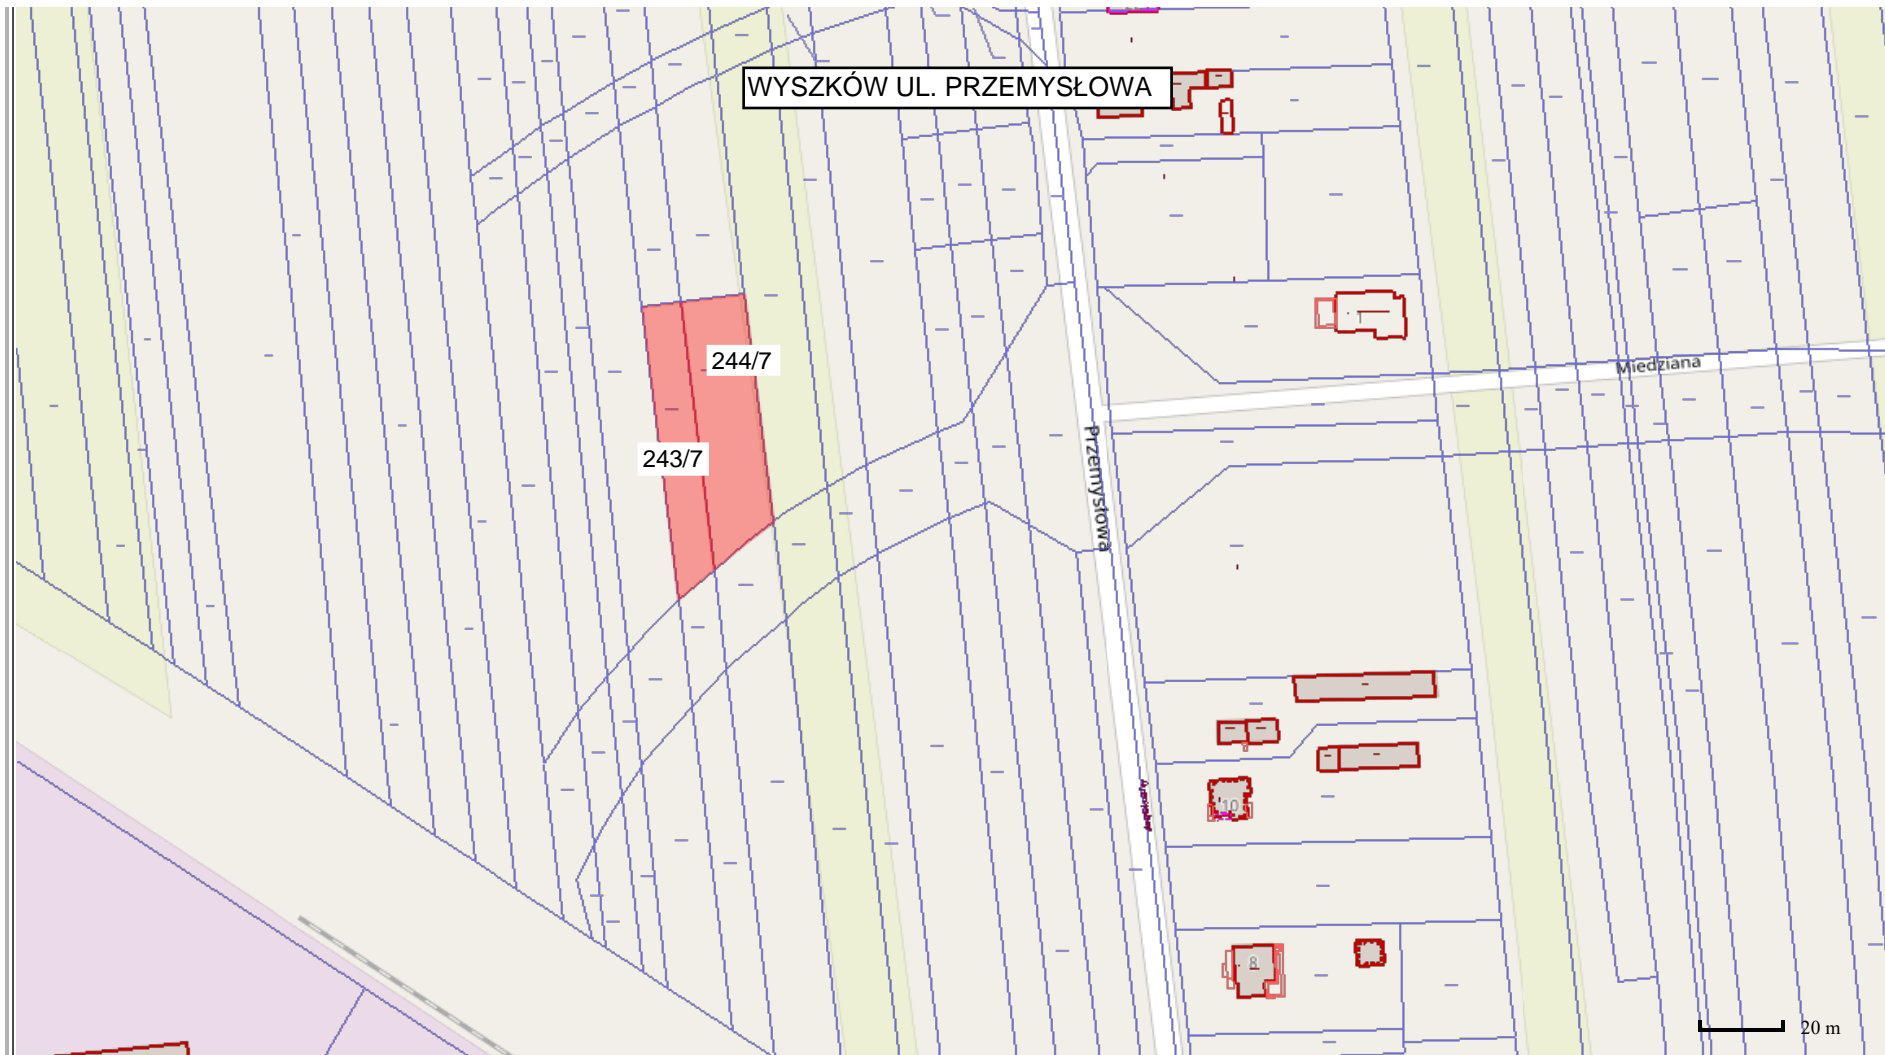 WYSZKÓW UL. PRZEMYSŁOWA
244/7
Miedziana
243/7
Przemysłowa
10
8
20 m